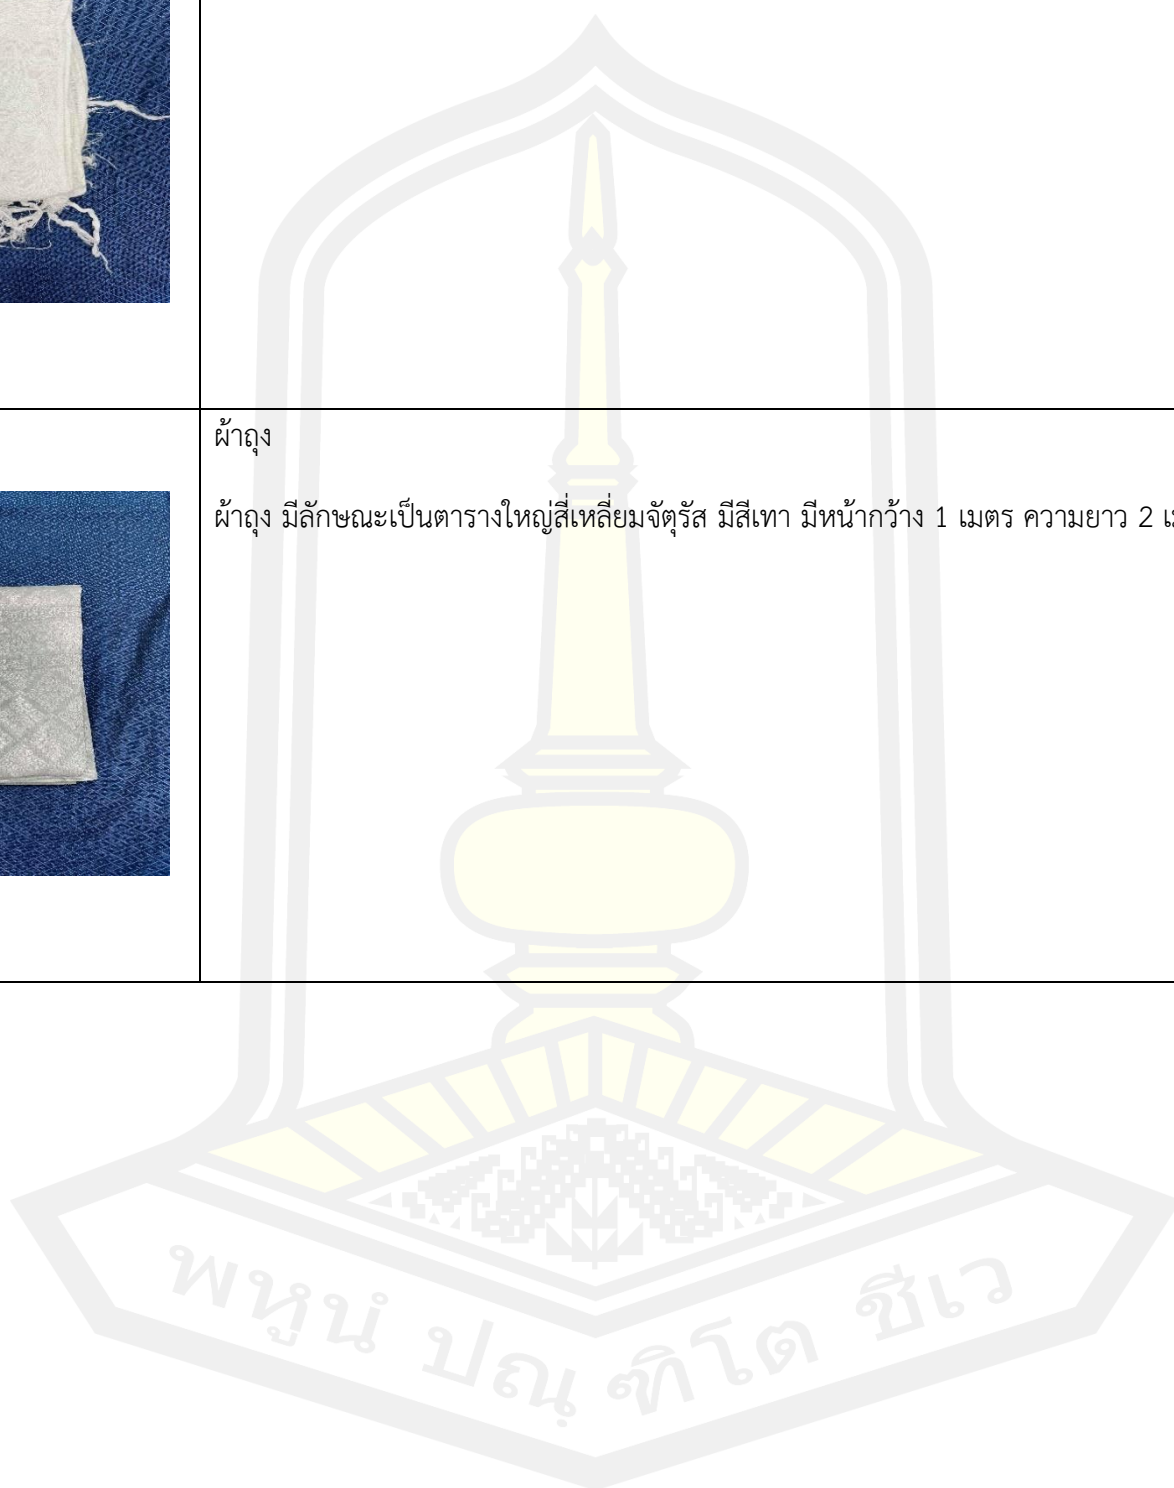 ผ้าถุง
ผ้าถุง มีลักษณะเป็นตารางใหญ่สี่เหลี่ยมจัตุรัส มีสีเทา มีหน้ากว้าง 1 เมตร ความยาว 2
พหูนํ ปณฺฑิโต ชีเว